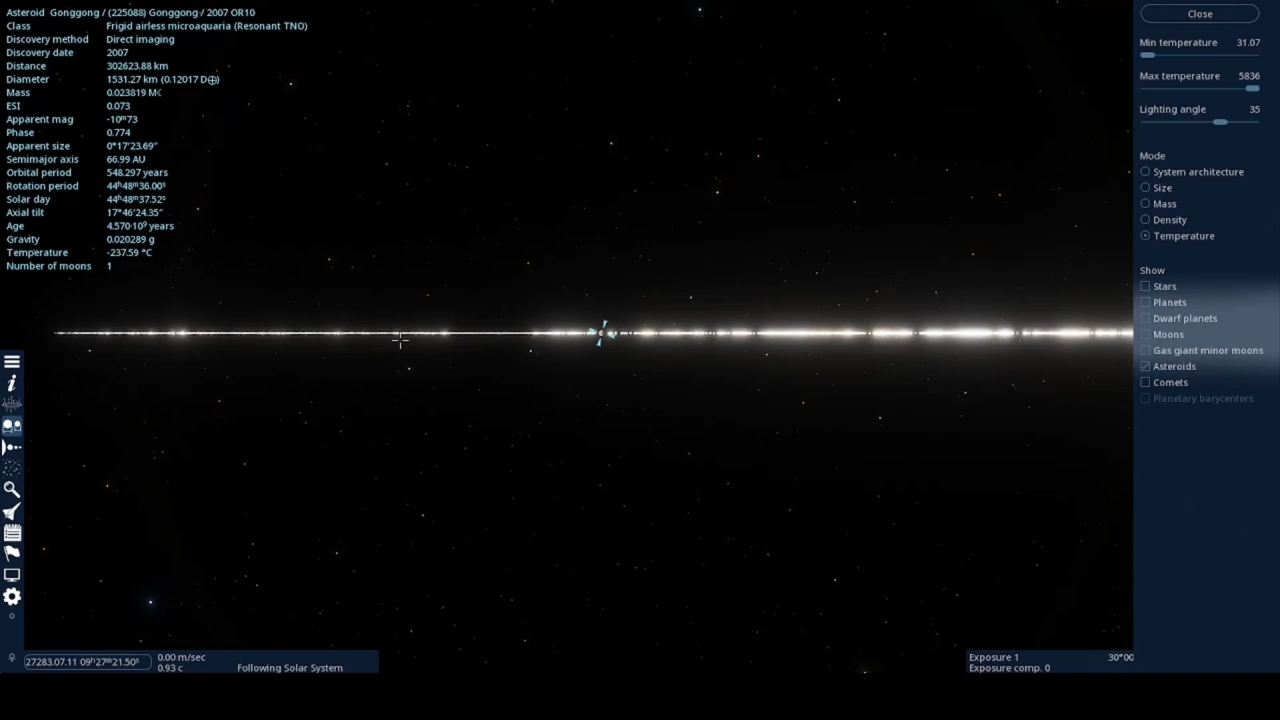 Asteroid Gonggong / (225088) Gonggong / 2007 OR10
Class Frigid airless microaquaria (Resonant TNO)
Discovery method Direct imaging
Discovery date 2007
Distance 302623.88 km
Diameter 1531.27 km (0.12017 D⊕)
Mass 0.023819 M☾
ESI 0.073
Apparent mag -10ᵐ73
Phase 0.774
Apparent size 0°17'23.69"
Semimajor axis 66.99 AU
Orbital period 548.297 years
Rotation period 44ʰ48ᵐ36.00ˢ
Solar day 44ʰ48ᵐ37.52ˢ
Axial tilt 17°46'24.35"
Age 4.570·10⁹ years
Gravity 0.020289 g
Temperature -237.59 °C
Number of moons 1
Close
Min temperature 31.07
Max temperature 5836
Lighting angle 35
Mode
System architecture
Size
Mass
Density
Temperature
Show
Stars
Planets
Dwarf planets
Moons
Gas giant minor moons
Asteroids
Comets
Planetary barycenters
27283.07.11 09ʰ27ᵐ21.50ˢ
0.00 m/sec
0.93 c
Following Solar System
Exposure 1
Exposure comp. 0
30°00